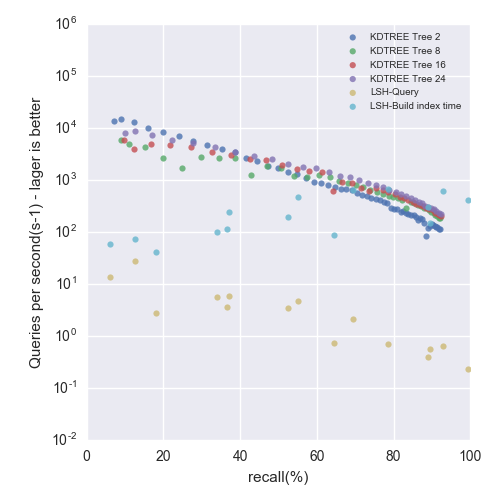 10^6
10^5
10^4
10^3
10^2
10^1
10^0
10^-1
10^-2
Queries per second(s-1) - lager is better
KDTREE Tree 2
KDTREE Tree 8
KDTREE Tree 16
KDTREE Tree 24
LSH-Query
LSH-Build index time
0 20 40 60 80 100
recall(%)